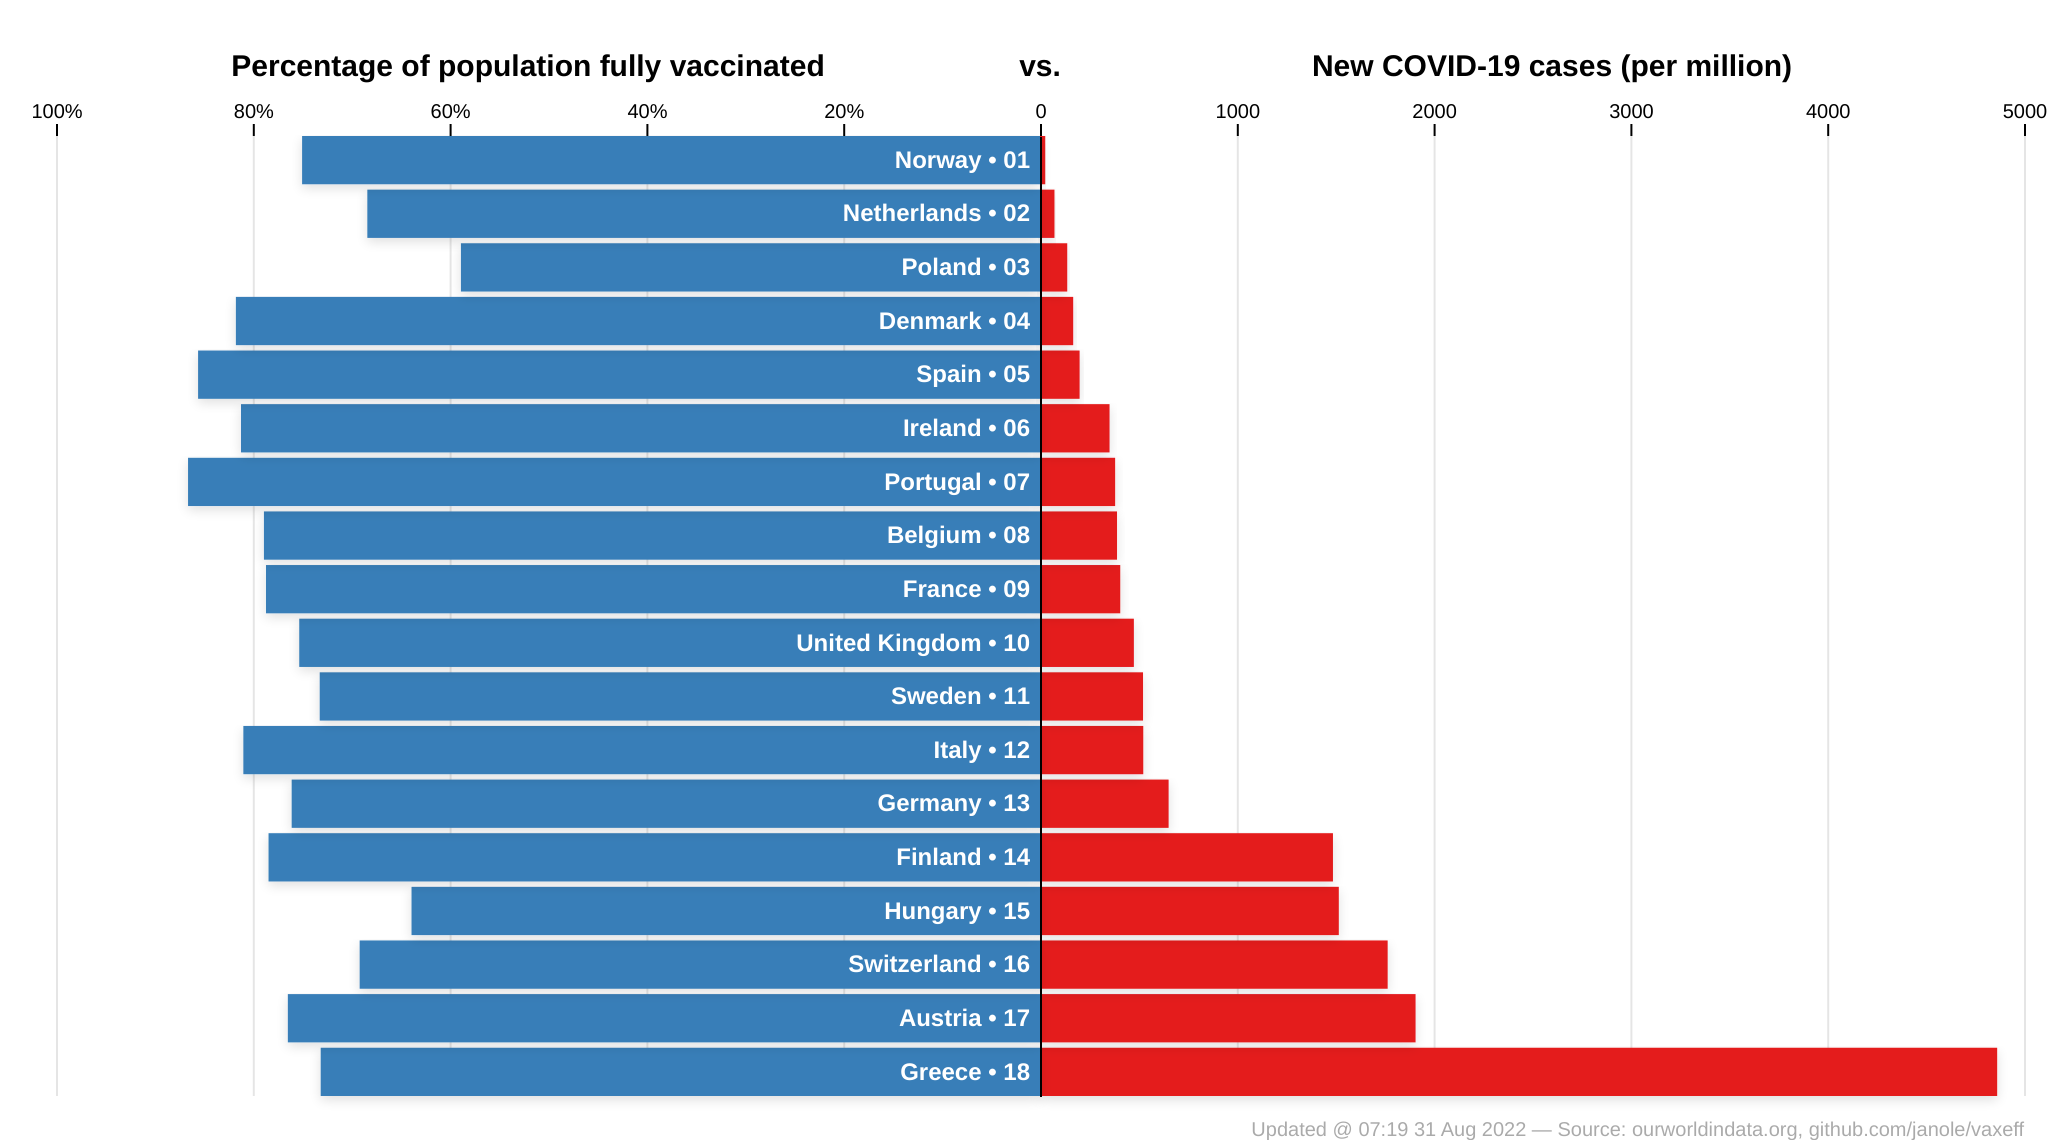 Percentage of population fully vaccinated vs. New COVID-19 cases (per million)
100% 80% 60% 40% 20% 0 1000 2000 3000 4000 5000
Norway • 01
Netherlands • 02
Poland • 03
Denmark • 04
Spain • 05
Ireland • 06
Portugal • 07
Belgium • 08
France • 09
United Kingdom • 10
Sweden • 11
Italy • 12
Germany • 13
Finland • 14
Hungary • 15
Switzerland • 16
Austria • 17
Greece • 18
Updated @ 07:19 31 Aug 2022 — Source: ourworldindata.org, github.com/janole/vaxeff